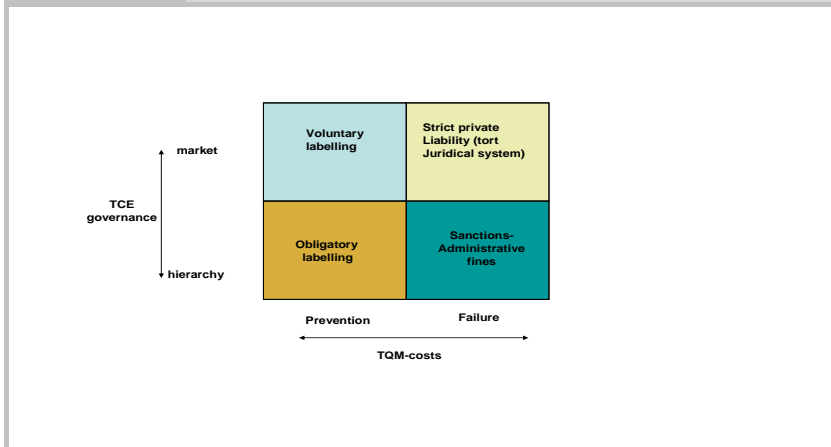 Voluntary
labelling
Strict private
Liability (tort
Juridical system)
market
TCE
governance
hierarchy
Obligatory
labelling
Sanctions-
Administrative
fines
Prevention
Failure
TQM-costs